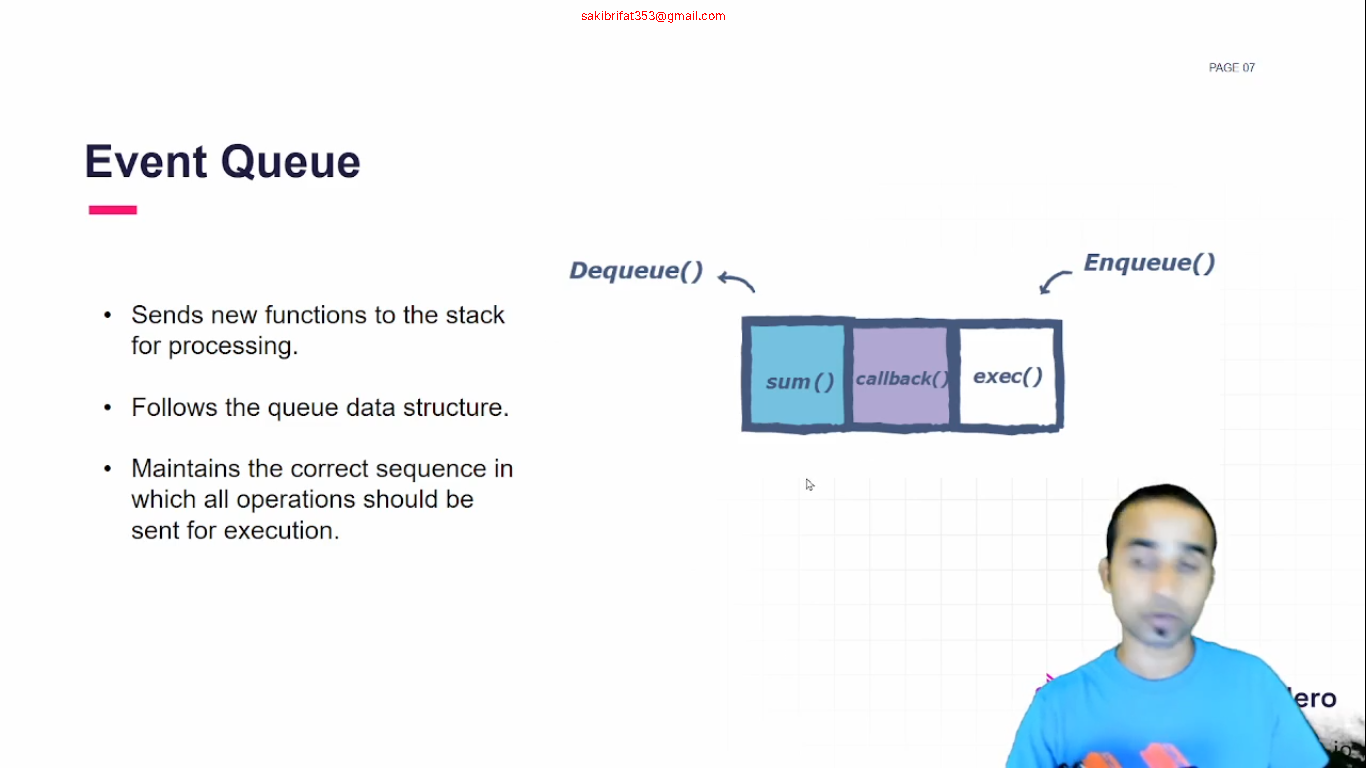 sakibrifat353@gmail.com
PAGE 07
Event Queue
Dequeue()
Enqueue()
• Sends new functions to the stack
for processing.
• Follows the queue data structure.
• Maintains the correct sequence in
which all operations should be
sent for execution.
sum()
callback()
exec()